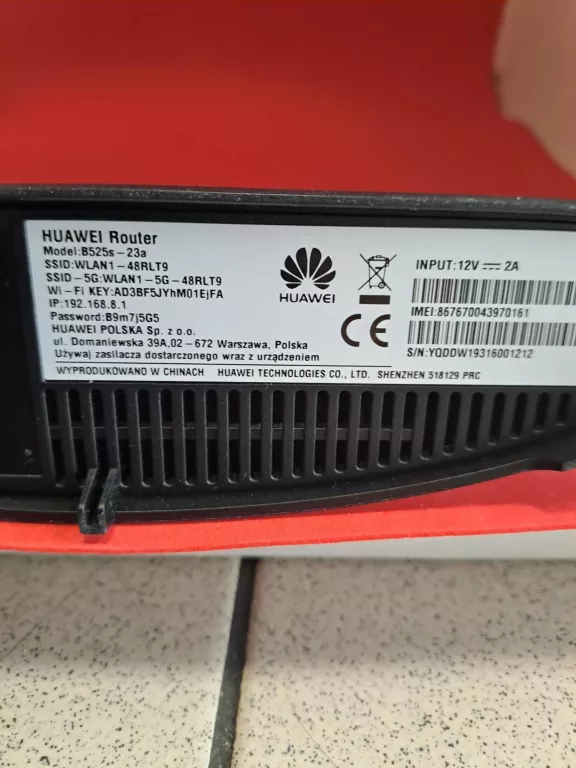 HUAWEI Router
Model:B525s-23a
SSID:WLAN1-48RLT9
SSID-5G:WLAN1-5G-48RLT9
Wi-Fi KEY:AD3BF5JYhM01EjFA
IP:192.168.8.1
Password:B9m7j5G5
HUAWEI POLSKA Sp. z o.o.
ul. Domaniewska 39A,02-672 Warszawa, Polska
Używaj zasilacza dostarczonego wraz z urządzeniem
WYPRODUKOWANO W CHINACH HUAWEI TECHNOLOGIES CO., LTD. SHENZHEN 518129 PRC
HUAWEI
CE
INPUT:12V 2A
IMEI:867670043970161
S/N:YQDDW19316001212